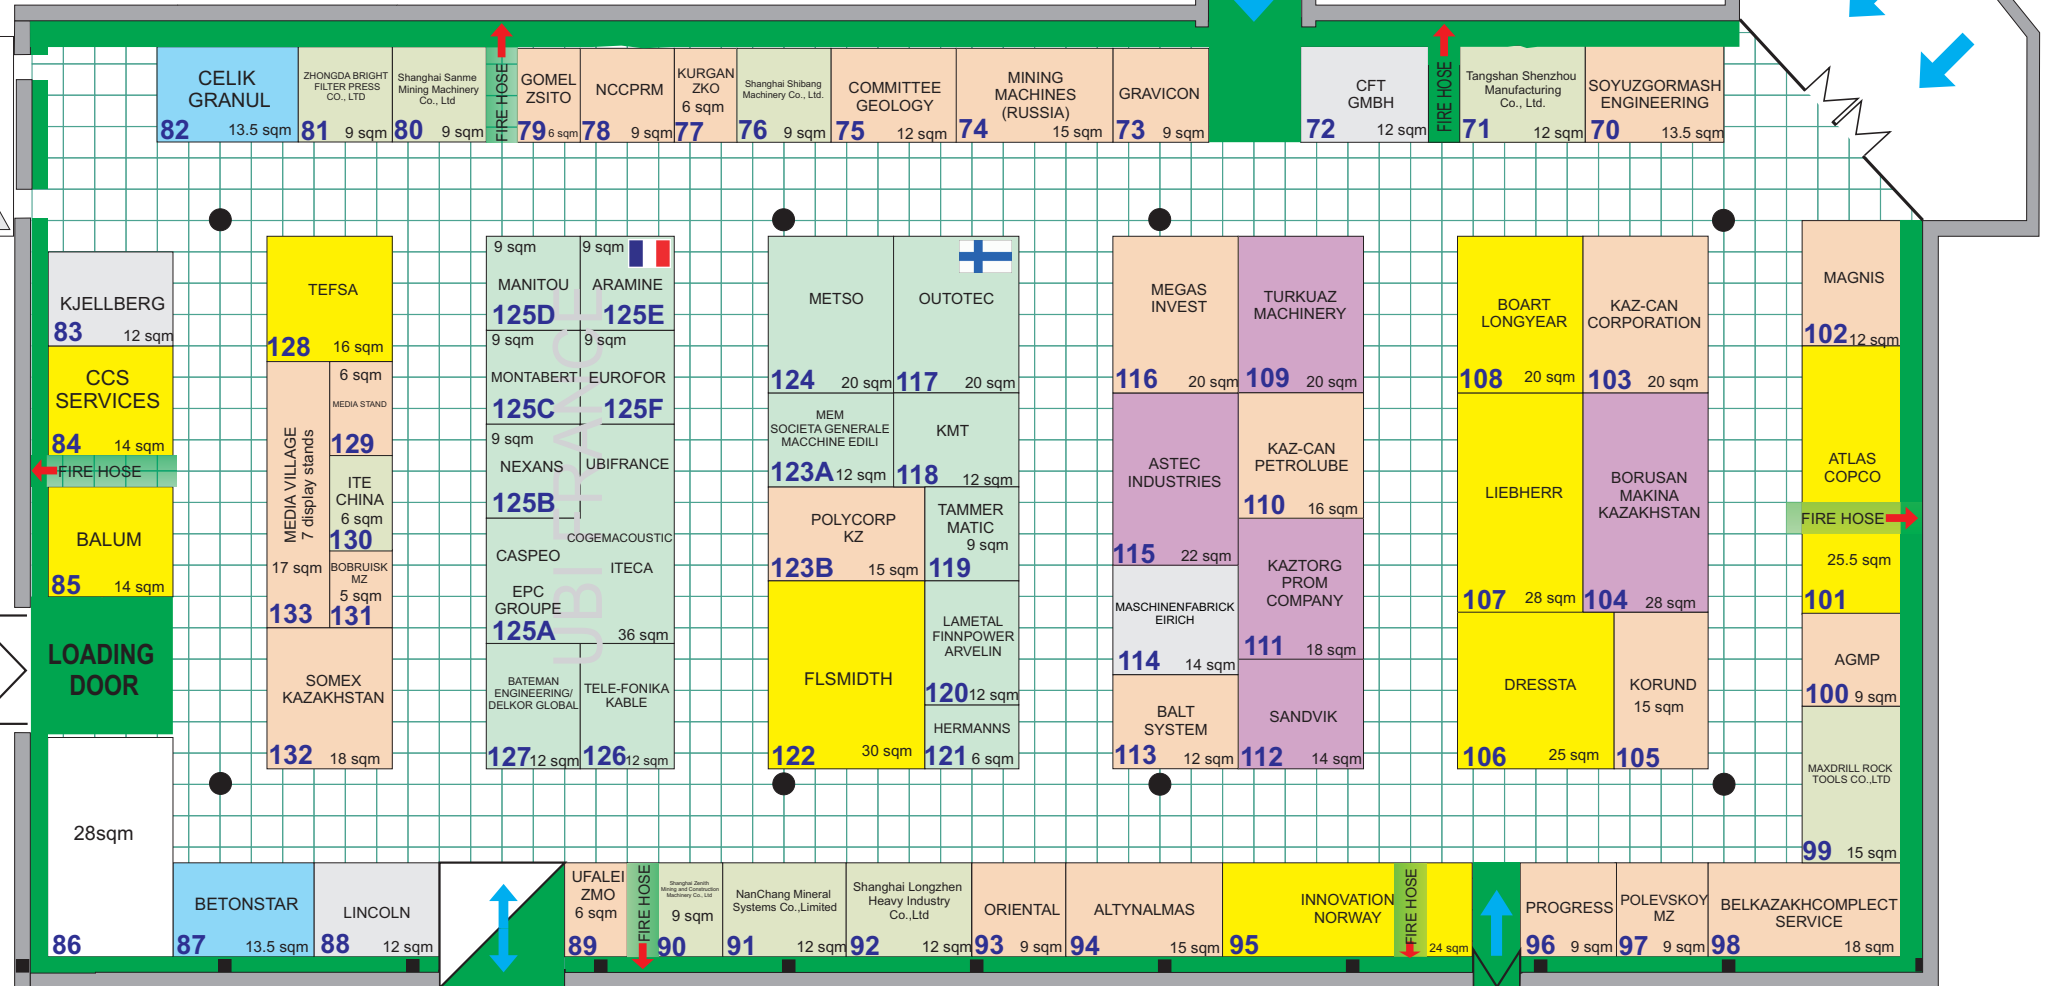 CELIK
GRANUL
82 13.5 sqm
ZHONGDA BRIGHT
FILTER PRESS
CO., LTD
81 9 sqm
Shanghai Sanme
Mining Machinery
Co., Ltd
80 9 sqm
FIRE HOSE
GOMEL
ZSITO
79 6 sqm
NCCPRM
78 9 sqm
KURGAN
ZKO
6 sqm
77
Shanghai Shibang
Machinery Co., Ltd.
76 9 sqm
COMMITTEE
GEOLOGY
75 12 sqm
MINING
MACHINES
(RUSSIA)
74 15 sqm
GRAVICON
73 9 sqm
CFT
GMBH
72 12 sqm
FIRE HOSE
Tangshan Shenzhou
Manufacturing
Co., Ltd.
71 12 sqm
SOYUZGORMASH
ENGINEERING
70 13.5 sqm
KJELLBERG
83 12 sqm
CCS
SERVICES
84 14 sqm
FIRE HOSE
BALUM
85 14 sqm
LOADING
DOOR
28sqm
86
TEFSA
128 16 sqm
MEDIA VILLAGE
7 display stands
17 sqm
133
6 sqm
MEDIA STAND
129
ITE
CHINA
6 sqm
130
BOBRUISK
MZ
5 sqm
131
SOMEX
KAZAKHSTAN
132 18 sqm
UBI FRANCE
9 sqm
MANITOU
125D
9 sqm
ARAMINE
125E
9 sqm
MONTABERT
125C
9 sqm
EUROFOR
125F
9 sqm
NEXANS
125B
UBIFRANCE
COGEMACOUSTIC
CASPEO
ITECA
EPC
GROUPE
125A 36 sqm
BATEMAN
ENGINEERING/
DELKOR GLOBAL
127 12 sqm
TELE-FONIKA
KABLE
126 12 sqm
METSO
124 20 sqm
OUTOTEC
117 20 sqm
MEM
SOCIETA GENERALE
MACCHINE EDILI
123A 12 sqm
KMT
118 12 sqm
POLYCORP
KZ
123B 15 sqm
TAMMER
MATIC
9 sqm
119
FLSMIDTH
122 30 sqm
LAMETAL
FINNPOWER
ARVELIN
120 12 sqm
HERMANNS
121 6 sqm
MEGAS
INVEST
116 20 sqm
TURKUAZ
MACHINERY
109 20 sqm
ASTEC
INDUSTRIES
115 22 sqm
KAZ-CAN
PETROLUBE
110 16 sqm
MASCHINENFABRICK
EIRICH
114 14 sqm
KAZTORG
PROM
COMPANY
111 18 sqm
BALT
SYSTEM
113 12 sqm
SANDVIK
112 14 sqm
BOART
LONGYEAR
108 20 sqm
KAZ-CAN
CORPORATION
103 20 sqm
LIEBHERR
107 28 sqm
BORUSAN
MAKINA
KAZAKHSTAN
104 28 sqm
DRESSTA
106 25 sqm
KORUND
15 sqm
105
MAGNIS
102 12 sqm
ATLAS
COPCO
FIRE HOSE
25.5 sqm
101
AGMP
100 9 sqm
MAXDRILL ROCK
TOOLS CO.,LTD
99 15 sqm
BETONSTAR
87 13.5 sqm
LINCOLN
88 12 sqm
UFALEI
ZMO
6 sqm
89
FIRE HOSE
Shanghai Zenith
Mining and Construction
Machinery Co., Ltd
9 sqm
90
NanChang Mineral
Systems Co.,Limited
91 12 sqm
Shanghai Longzhen
Heavy Industry
Co.,Ltd
92 12 sqm
ORIENTAL
93 9 sqm
ALTYNALMAS
94 15 sqm
INNOVATION
NORWAY
95 24 sqm
FIRE HOSE
PROGRESS
96 9 sqm
POLEVSKOY
MZ
97 9 sqm
BELKAZAKHCOMPLECT
SERVICE
98 18 sqm